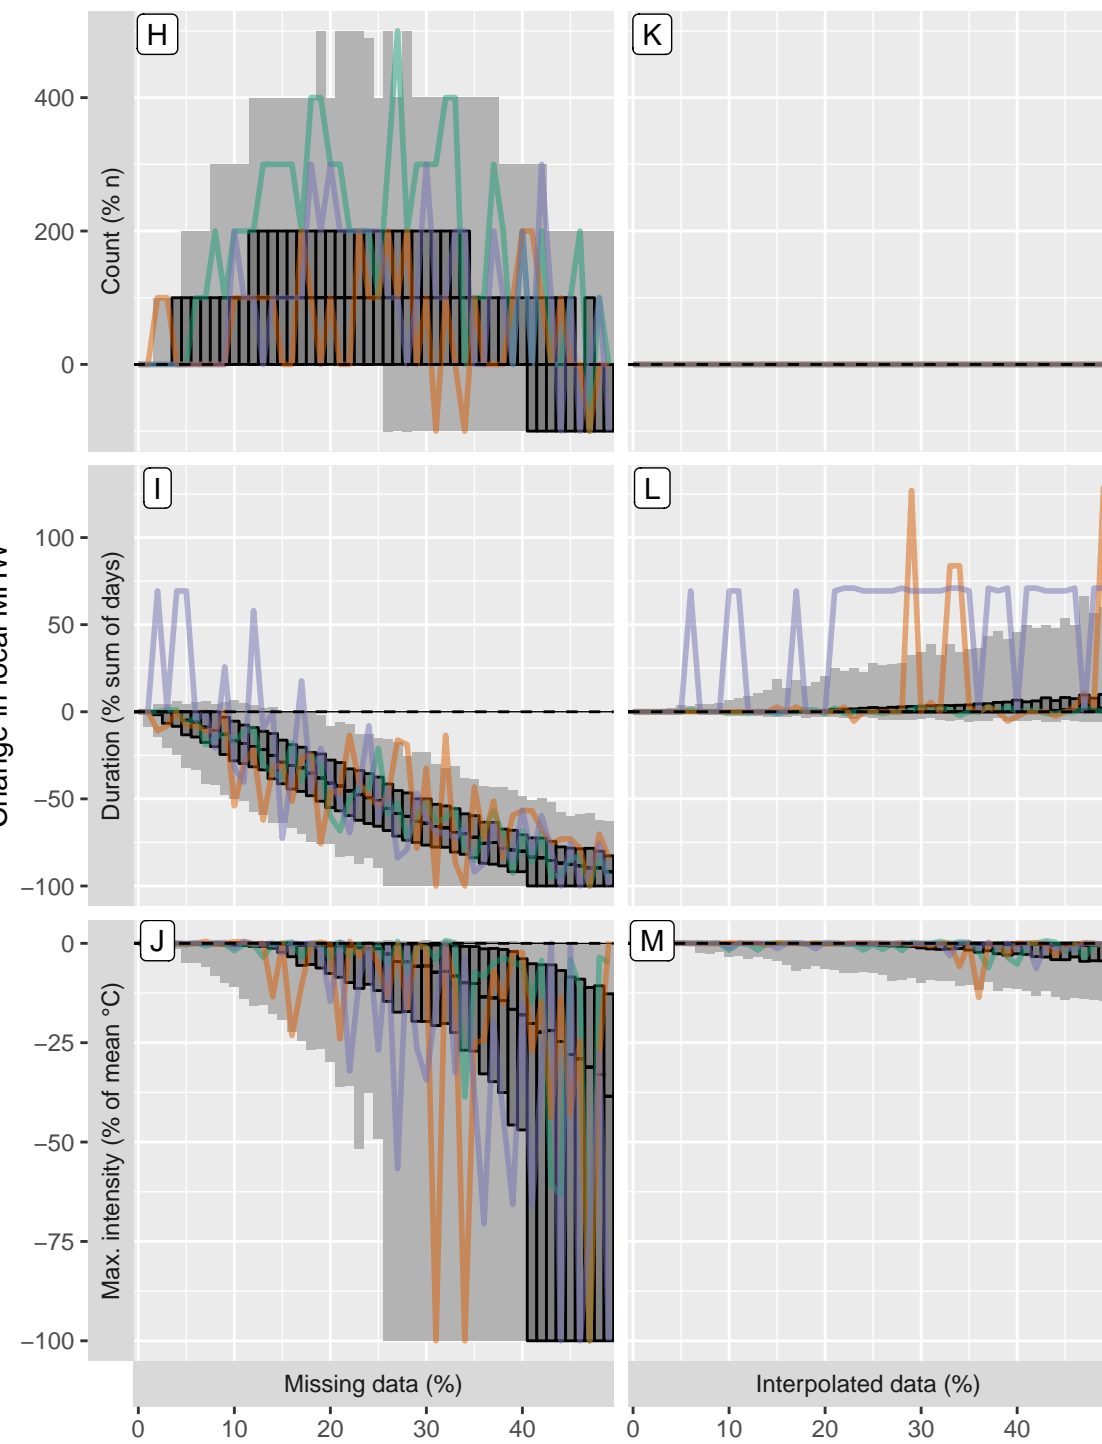 H
K
400
200
0
Count (% n)
I
L
100
50
0
−50
−100
Duration (% sum of days)
J
M
0
−25
−50
−75
−100
Max. intensity (% of mean °C)
Missing data (%)
Interpolated data (%)
0 10 20 30 40
0 10 20 30 40